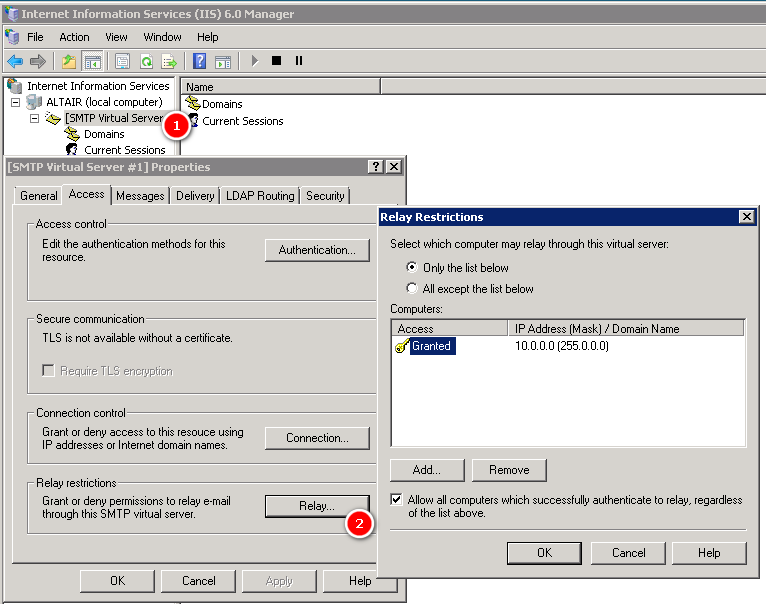 Internet Information Services (IIS) 6.0 Manager
File Action View Window Help
Internet Information Services
ALTAIR (local computer)
[SMTP Virtual Server
Domains
Current Sessions
1
Name
Domains
Current Sessions
[SMTP Virtual Server #1] Properties
General Access Messages Delivery LDAP Routing Security
Access control
Edit the authentication methods for this
resource.
Authentication...
Secure communication
TLS is not available without a certificate.
Require TLS encryption
Connection control
Grant or deny access to this resouce using
IP addresses or Internet domain names.
Connection...
Relay restrictions
Grant or deny permissions to relay e-mail
through this SMTP virtual server.
Relay...
2
OK Cancel Apply Help
Relay Restrictions
Select which computer may relay through this virtual server:
Only the list below
All except the list below
Computers:
Access IP Address (Mask) / Domain Name
Granted 10.0.0.0 (255.0.0.0)
Add... Remove
Allow all computers which successfully authenticate to relay, regardless
of the list above.
OK Cancel Help